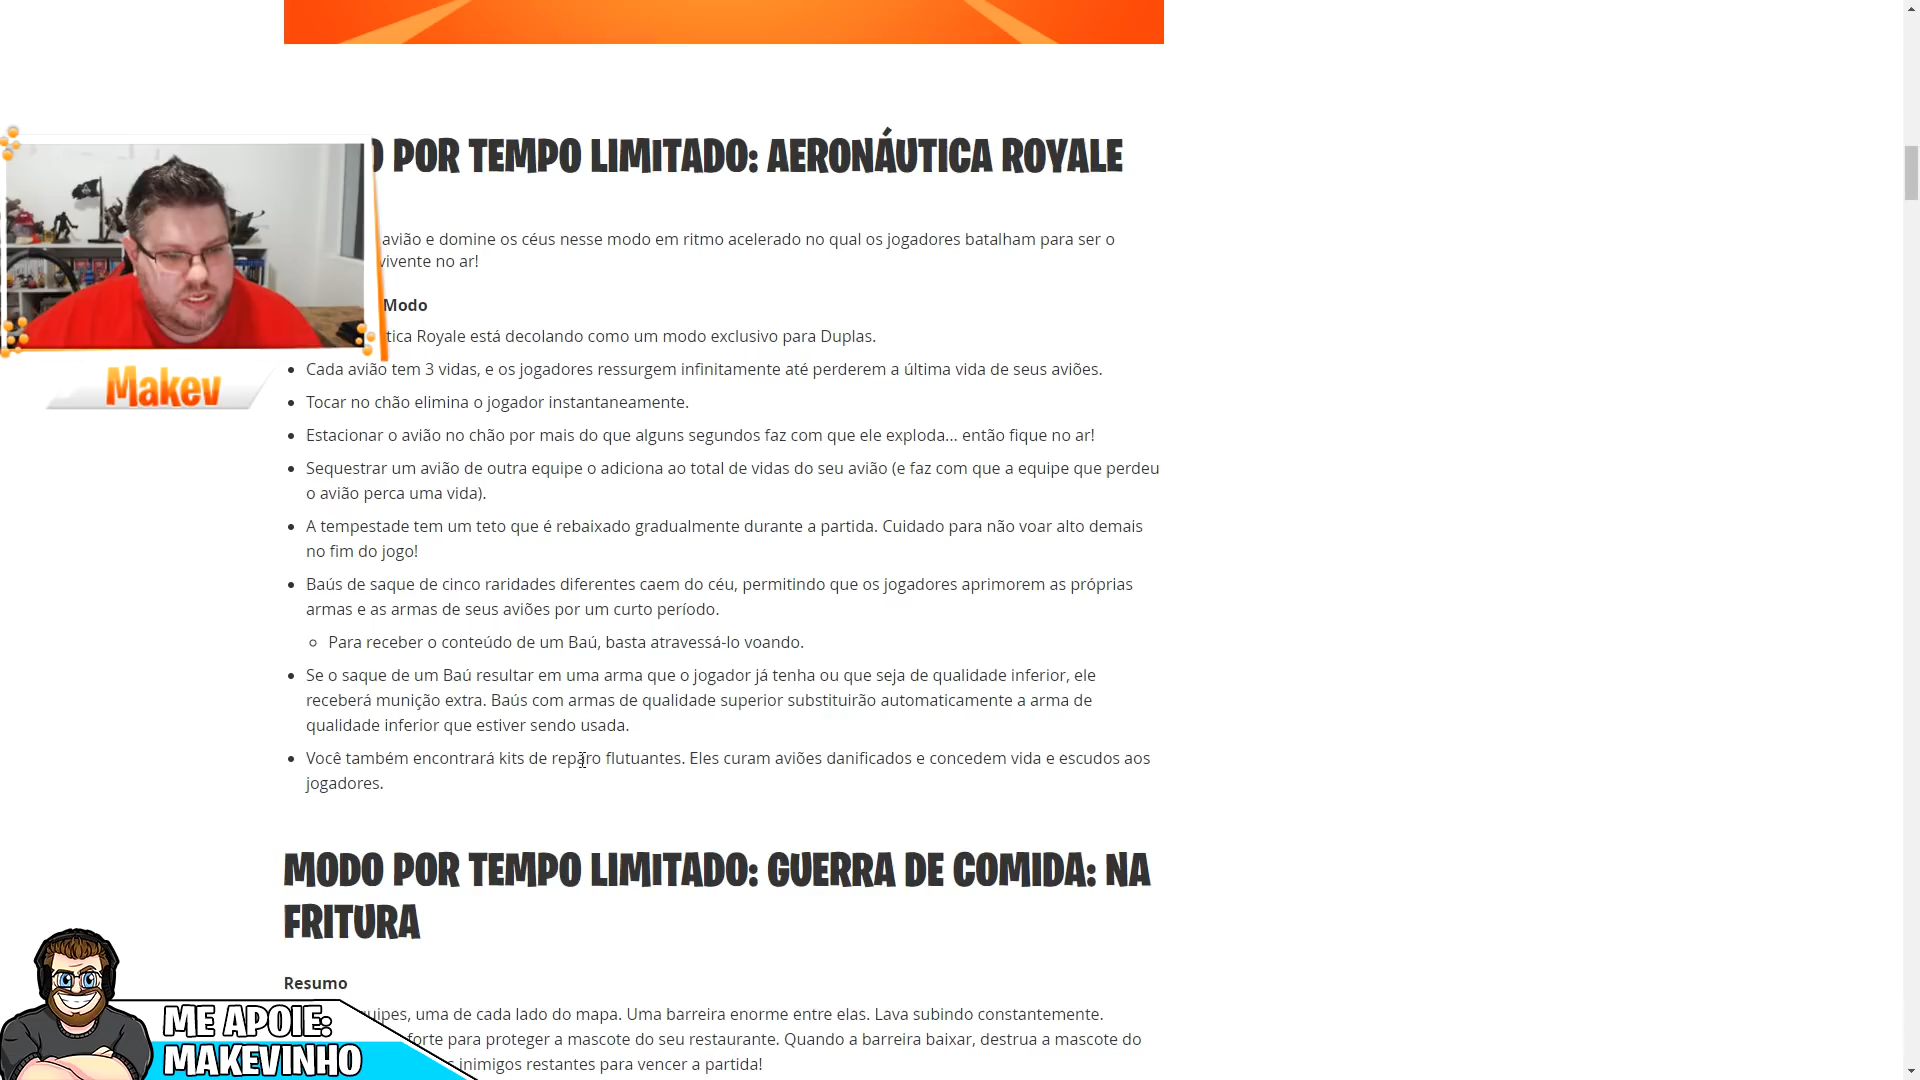 POR TEMPO LIMITADO: AERONÁUTICA ROYALE
avião e domine os céus nesse modo em ritmo acelerado no qual os jogadores batalham para ser o
vivente no ar!
Modo
tica Royale está decolando como um modo exclusivo para Duplas.
Makev
• Cada avião tem 3 vidas, e os jogadores ressurgem infinitamente até perderem a última vida de seus aviões.
• Tocar no chão elimina o jogador instantaneamente.
• Estacionar o avião no chão por mais do que alguns segundos faz com que ele exploda... então fique no ar!
• Sequestrar um avião de outra equipe o adiciona ao total de vidas do seu avião (e faz com que a equipe que perdeu
o avião perca uma vida).
• A tempestade tem um teto que é rebaixado gradualmente durante a partida. Cuidado para não voar alto demais
no fim do jogo!
• Baús de saque de cinco raridades diferentes caem do céu, permitindo que os jogadores aprimorem as próprias
armas e as armas de seus aviões por um curto período.
◦ Para receber o conteúdo de um Baú, basta atravessá-lo voando.
• Se o saque de um Baú resultar em uma arma que o jogador já tenha ou que seja de qualidade inferior, ele
receberá munição extra. Baús com armas de qualidade superior substituirão automaticamente a arma de
qualidade inferior que estiver sendo usada.
• Você também encontrará kits de reparo flutuantes. Eles curam aviões danificados e concedem vida e escudos aos
jogadores.
MODO POR TEMPO LIMITADO: GUERRA DE COMIDA: NA
FRITURA
Resumo
quipes, uma de cada lado do mapa. Uma barreira enorme entre elas. Lava subindo constantemente.
forte para proteger a mascote do seu restaurante. Quando a barreira baixar, destrua a mascote do
inimigos restantes para vencer a partida!
ME APOIE:
MAKEVINHO